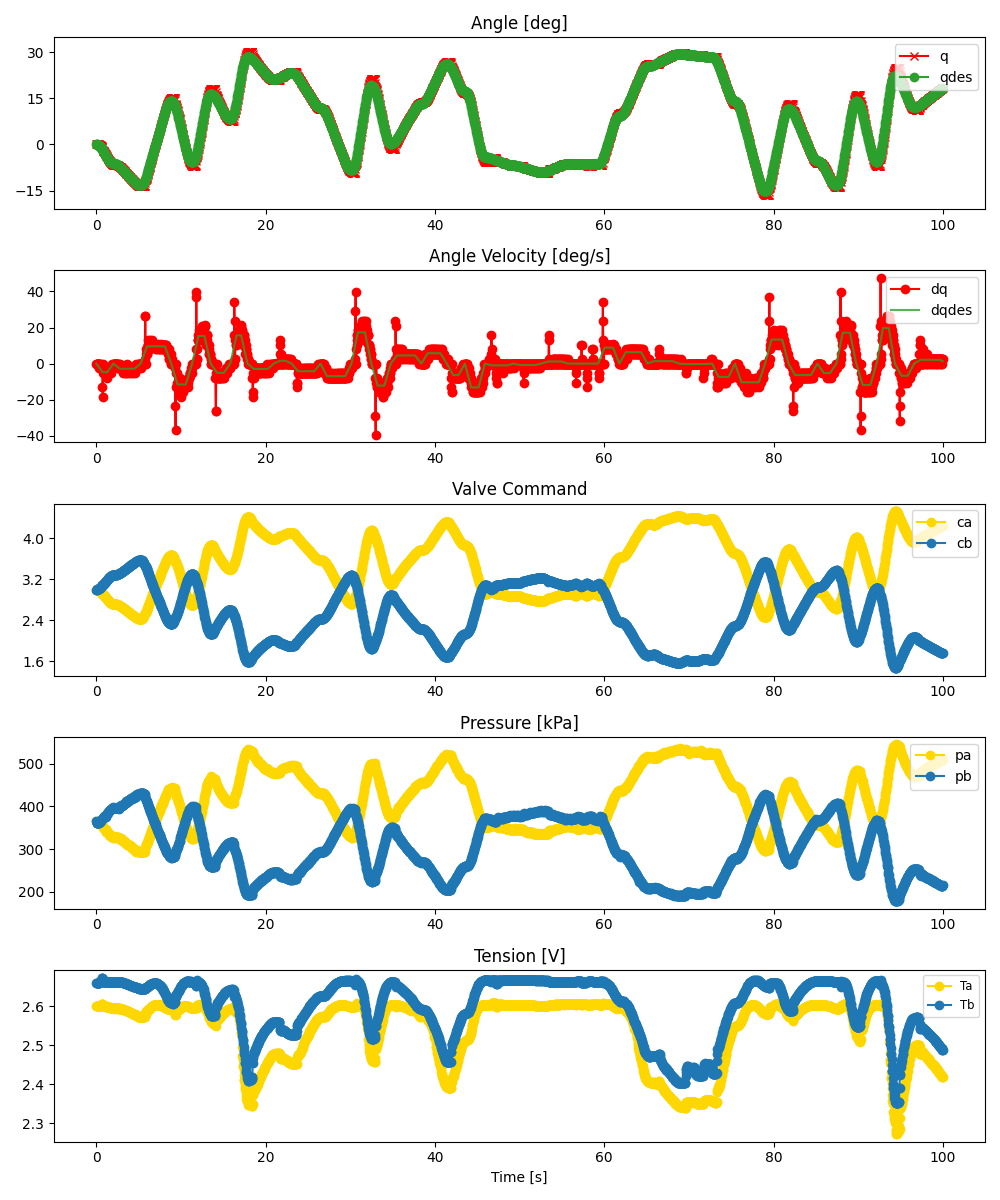 Angle [deg]
30
15
0
−15
q
qdes
0 20 40 60 80 100
Angle Velocity [deg/s]
40
20
0
−20
−40
dq
dqdes
0 20 40 60 80 100
Valve Command
4.0
3.2
2.4
1.6
ca
cb
0 20 40 60 80 100
Pressure [kPa]
500
400
300
200
pa
pb
0 20 40 60 80 100
Tension [V]
2.6
2.5
2.4
2.3
Ta
Tb
0 20 40 60 80 100
Time [s]